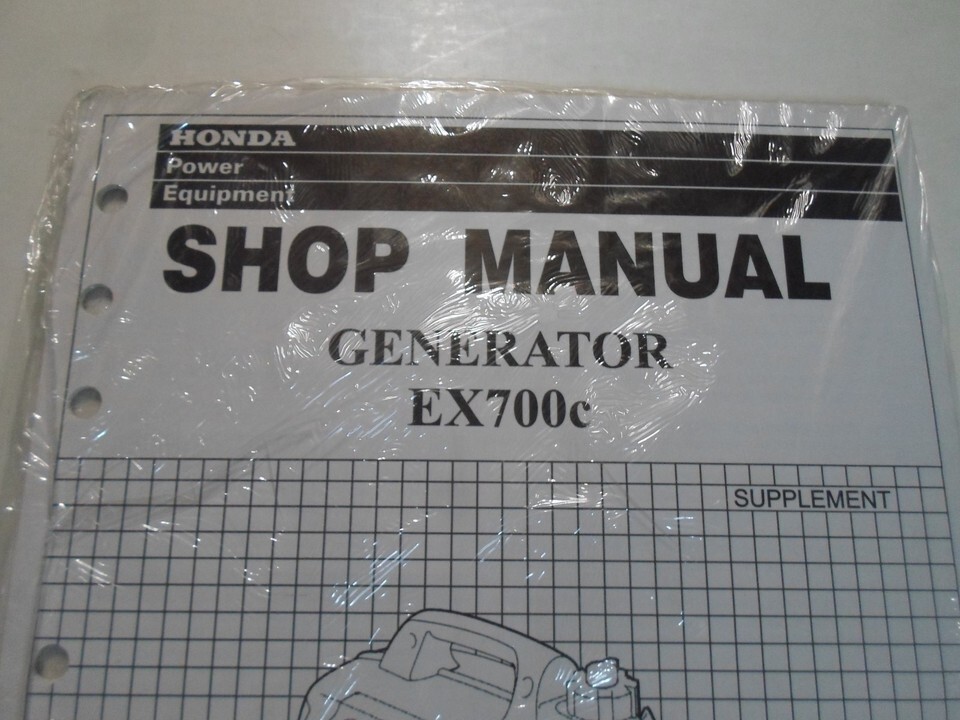 HONDA
Power
Equipment
SHOP MANUAL
GENERATOR
EX700c
SUPPLEMENT